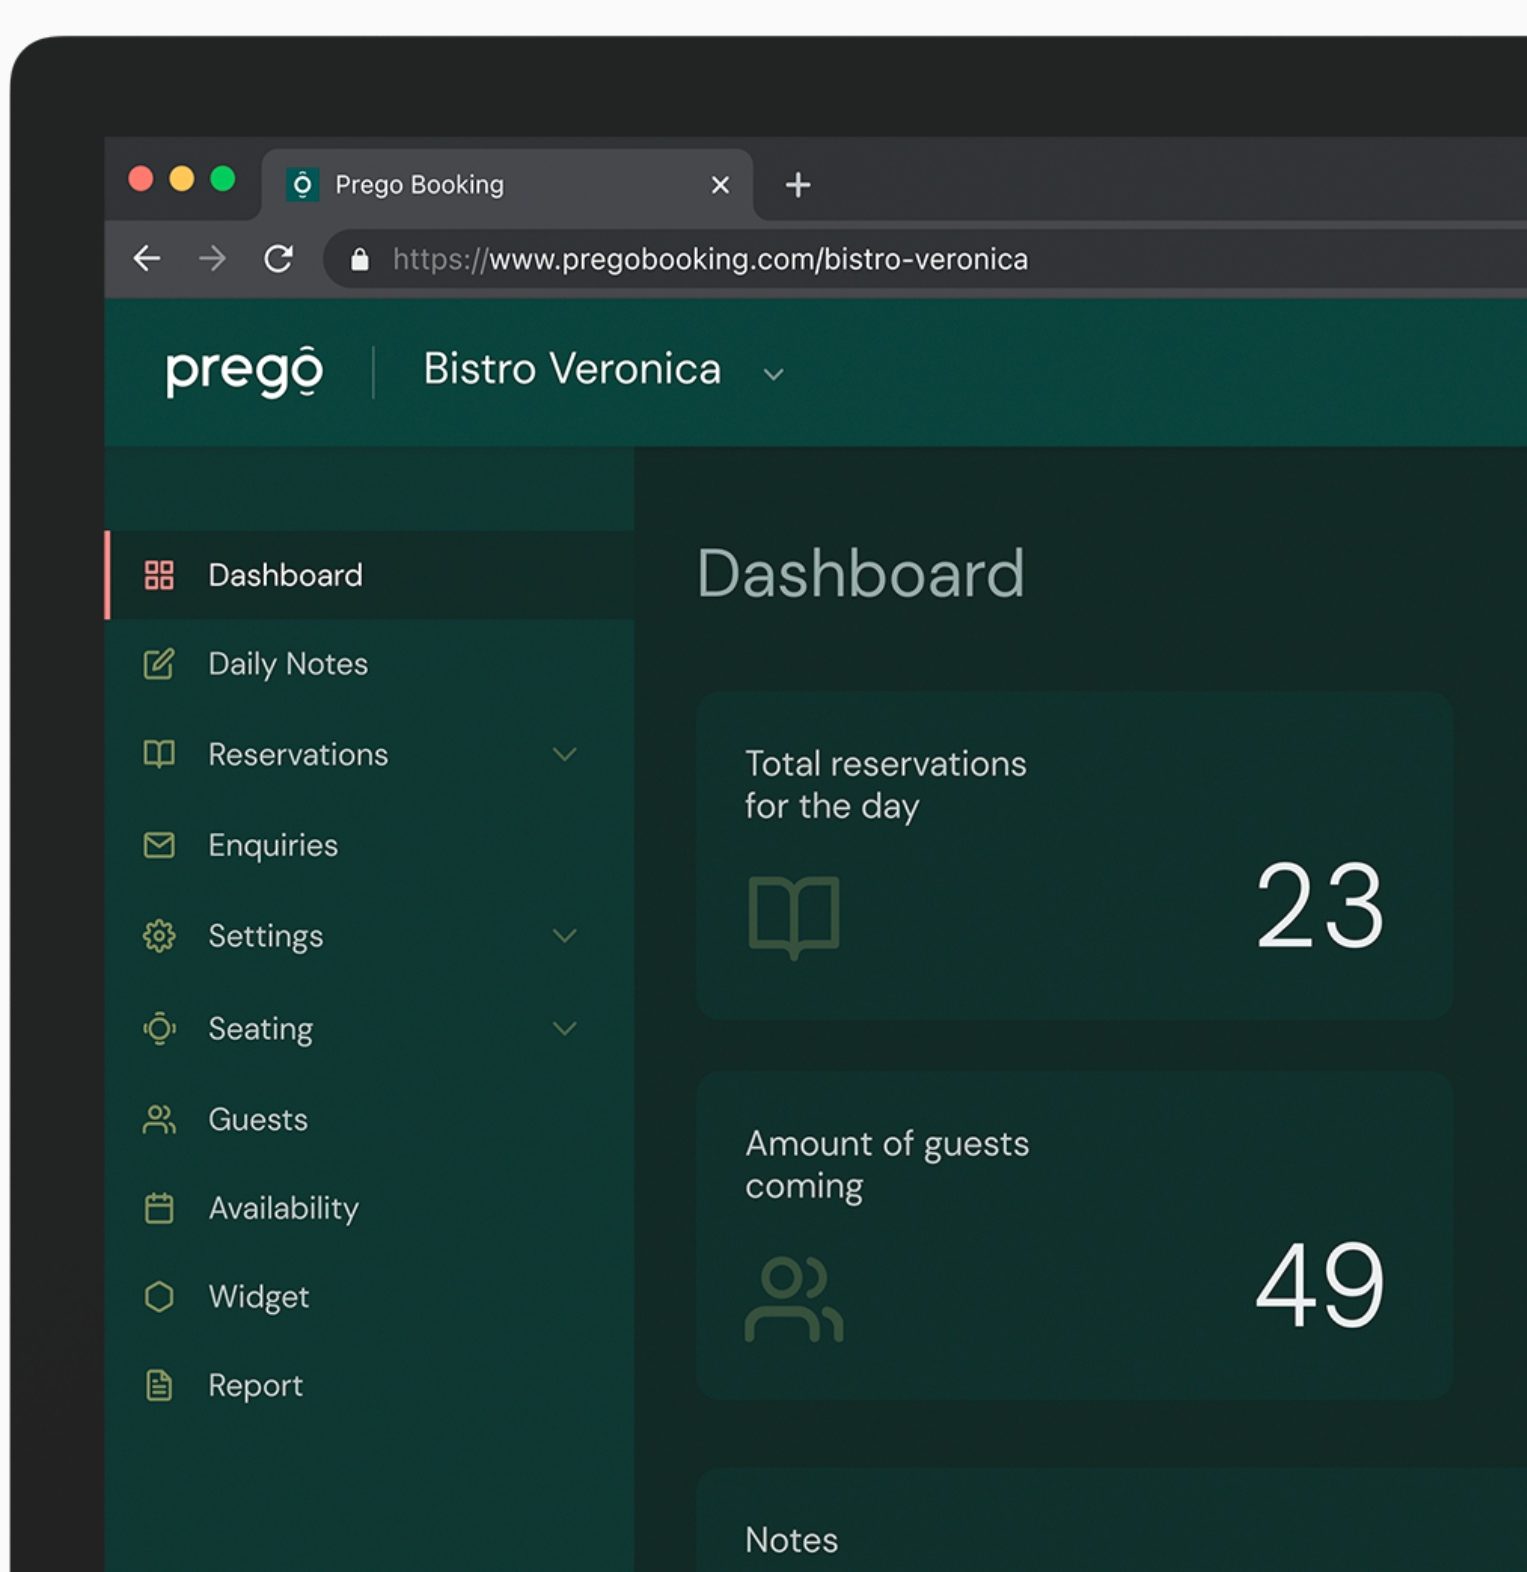 Prego Booking
https://www.pregobooking.com/bistro-veronica
pregô
Bistro Veronica
Dashboard
Daily Notes
Reservations
Enquiries
Settings
Seating
Guests
Availability
Widget
Report
Dashboard
Total reservations
for the day
23
Amount of guests
coming
49
Notes